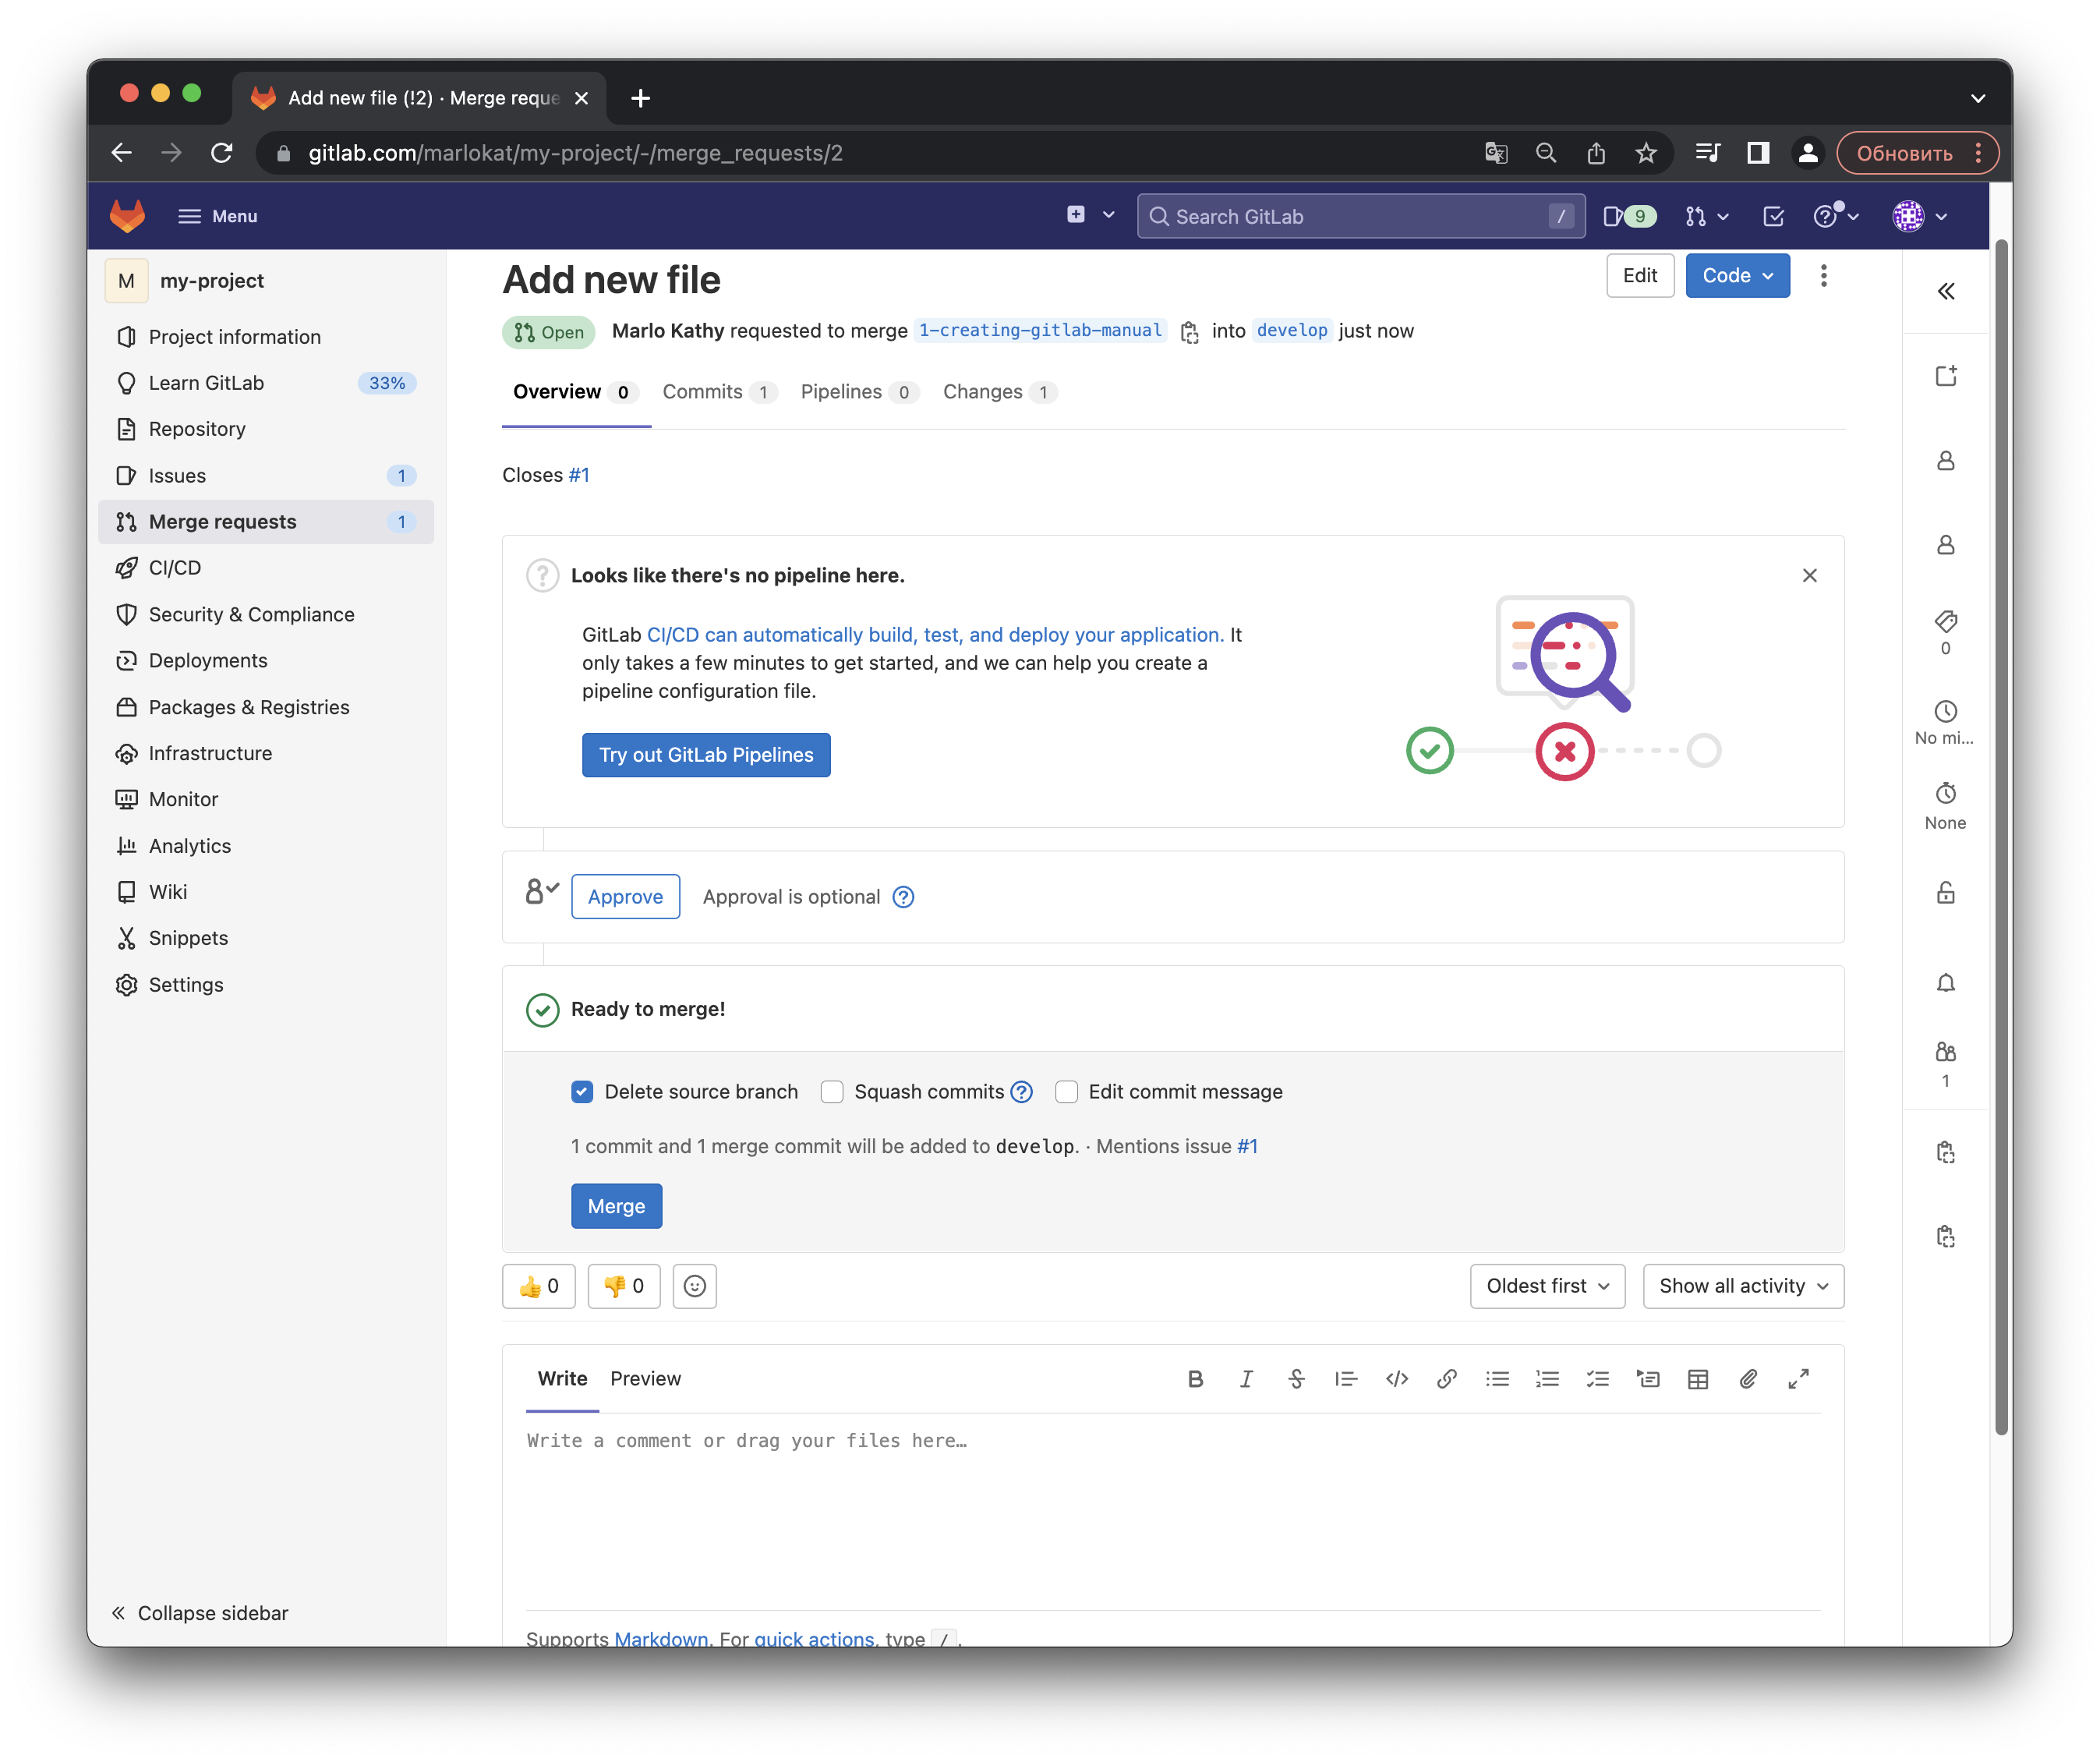 Add new file (!2) · Merge reque
gitlab.com/marlokat/my-project/-/merge_requests/2
Обновить
Menu
Search GitLab /
9
M my-project
Project information
Learn GitLab 33%
Repository
Issues 1
Merge requests 1
CI/CD
Security & Compliance
Deployments
Packages & Registries
Infrastructure
Monitor
Analytics
Wiki
Snippets
Settings
Collapse sidebar
Add new file
Edit Code
Open Marlo Kathy requested to merge 1-creating-gitlab-manual into develop just now
Overview 0 Commits 1 Pipelines 0 Changes 1
Closes #1
Looks like there's no pipeline here.
GitLab CI/CD can automatically build, test, and deploy your application. It
only takes a few minutes to get started, and we can help you create a
pipeline configuration file.
Try out GitLab Pipelines
Approve Approval is optional
Ready to merge!
Delete source branch Squash commits Edit commit message
1 commit and 1 merge commit will be added to develop. · Mentions issue #1
Merge
👍 0 👎 0
Oldest first Show all activity
Write Preview
Write a comment or drag your files here…
Supports Markdown. For quick actions, type /.
0
No mi...
None
1